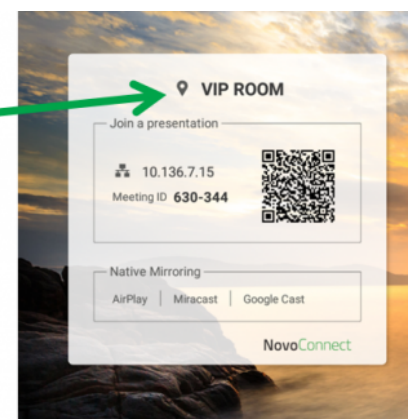 VIP ROOM
Join a presentation
10.136.7.15
Meeting ID 630-344
Native Mirroring
AirPlay | Miracast | Google Cast
NovoConnect